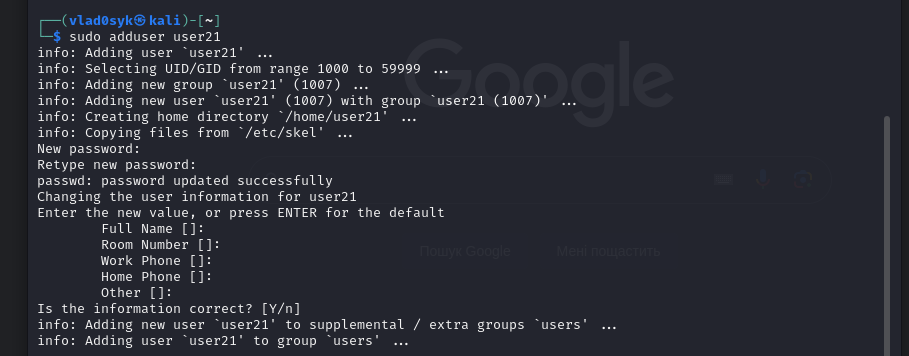 ┌──(vlad0syk㉿kali)-[~]
└─$ sudo adduser user21
info: Adding user `user21' ...
info: Selecting UID/GID from range 1000 to 59999 ...
info: Adding new group `user21' (1007) ...
info: Adding new user `user21' (1007) with group `user21 (1007)' ...
info: Creating home directory `/home/user21' ...
info: Copying files from `/etc/skel' ...
New password:
Retype new password:
passwd: password updated successfully
Changing the user information for user21
Enter the new value, or press ENTER for the default
        Full Name []:
        Room Number []:
        Work Phone []:
        Home Phone []:
        Other []:
Is the information correct? [Y/n]
info: Adding new user `user21' to supplemental / extra groups `users' ...
info: Adding user `user21' to group `users' ...
Google
Пошук Google
Мені пощастить